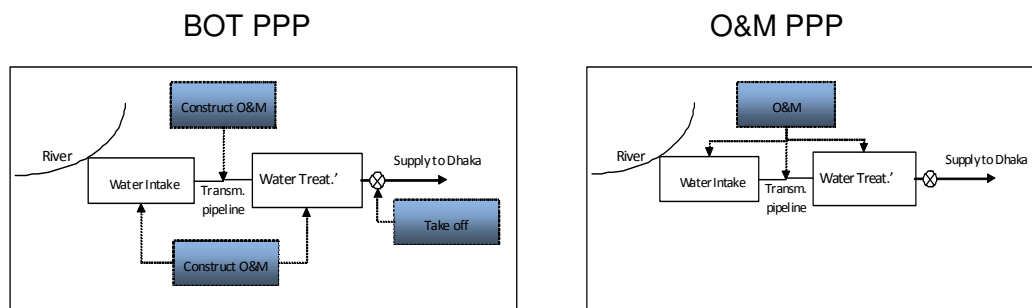 BOT PPP
O&M PPP
Construct O&M
River
Water Intake
Transm.
pipeline
Water Treat.'
Supply to Dhaka
Take off
Construct O&M
O&M
River
Water Intake
Transm.
pipeline
Water Treat.'
Supply to Dhaka